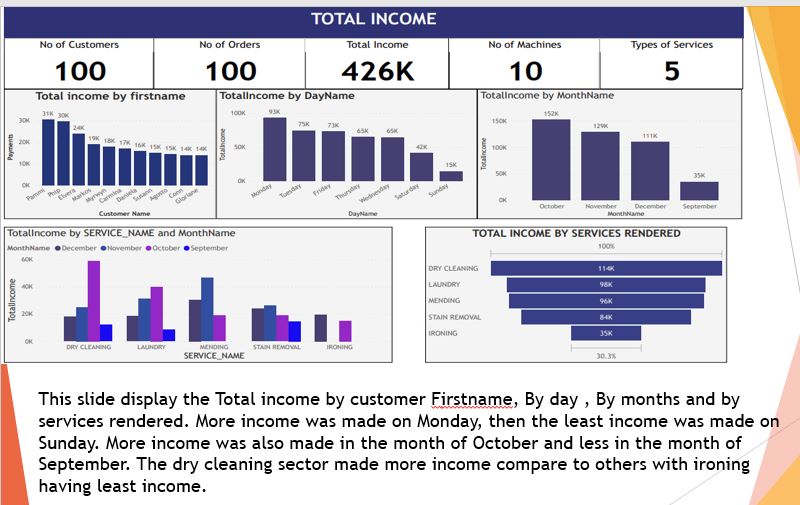 TOTAL INCOME
No of Customers
100
No of Orders
100
Total Income
426K
No of Machines
10
Types of Services
5
Total income by firstname
Payments
30K
20K
10K
0K
31K
30K
24K
19K
18K
17K
16K
15K
15K
14K
14K
Pammi
Phip
Elvera
Markos
Myrwyn
Carmina
Daniela
Sutann
Agosto
Conn
Gloriane
Customer Name
TotalIncome by DayName
TotalIncome
100K
50K
0K
93K
75K
73K
65K
65K
42K
15K
Monday
Tuesday
Friday
Thursday
Wednesday
Saturday
Sunday
DayName
TotalIncome by MonthName
TotalIncome
150K
100K
50K
0K
152K
129K
111K
35K
October
November
December
September
MonthName
TotalIncome by SERVICE_NAME and MonthName
MonthName December November October September
TotalIncome
60K
40K
20K
0K
DRY CLEANING
LAUNDRY
MENDING
STAIN REMOVAL
IRONING
SERVICE_NAME
TOTAL INCOME BY SERVICES RENDERED
100%
DRY CLEANING 114K
LAUNDRY 98K
MENDING 96K
STAIN REMOVAL 84K
IRONING 35K
30.3%
This slide display the Total income by customer Firstname, By day , By months and by
services rendered. More income was made on Monday, then the least income was made on
Sunday. More income was also made in the month of October and less in the month of
September. The dry cleaning sector made more income compare to others with ironing
having least income.